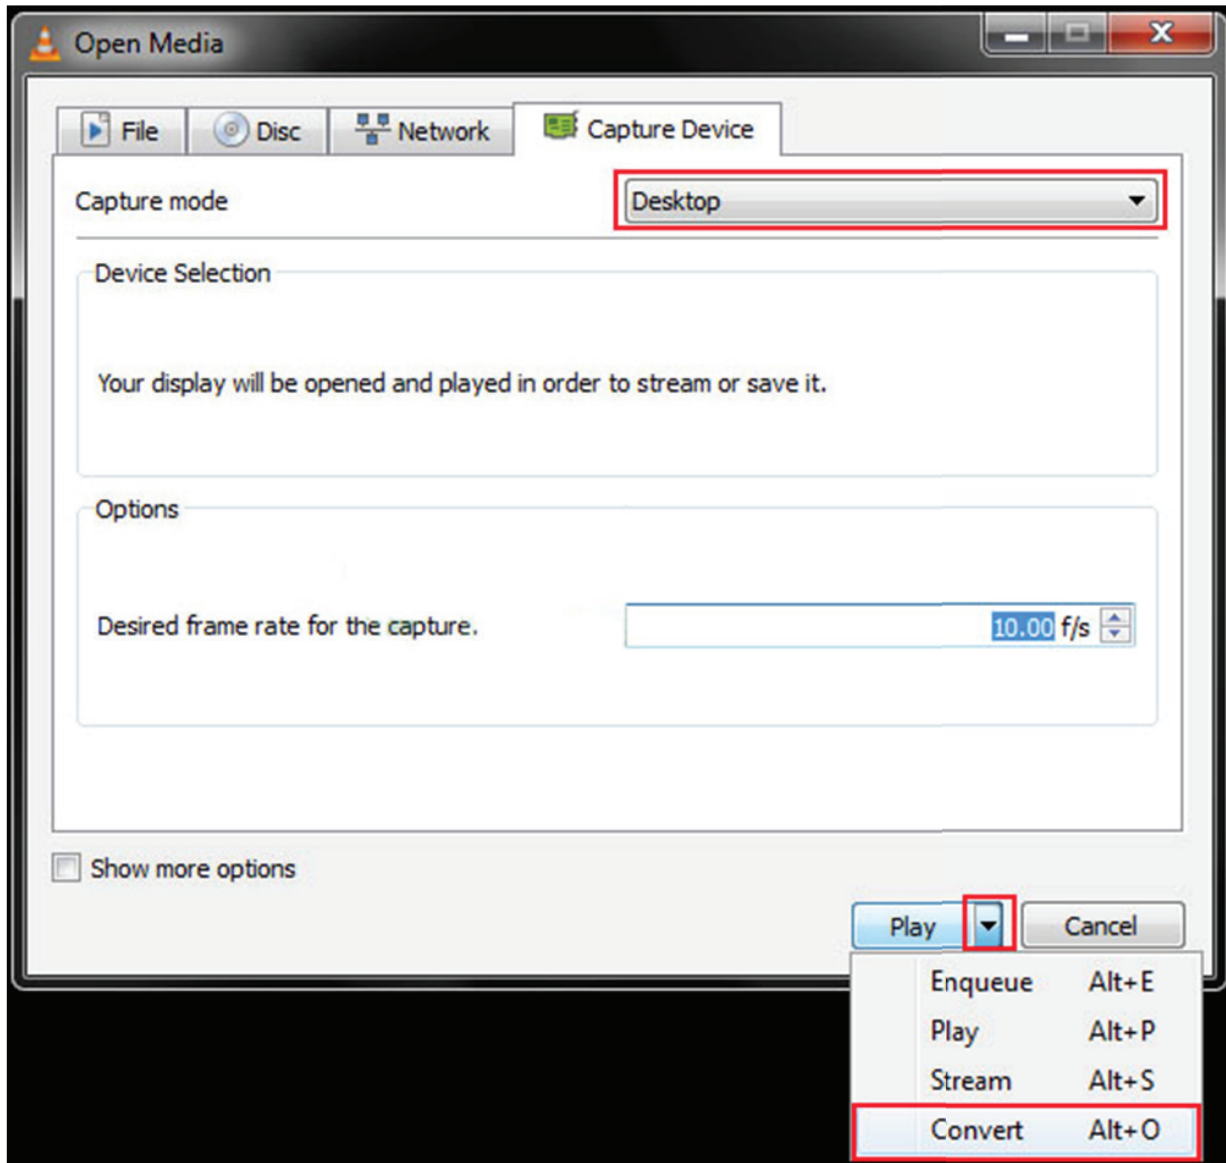 Open Media
File Disc Network Capture Device
Capture mode Desktop
Device Selection
Your display will be opened and played in order to stream or save it.
Options
Desired frame rate for the capture. 10.00 f/s
Show more options
Play Cancel
Enqueue Alt+E
Play Alt+P
Stream Alt+S
Convert Alt+O